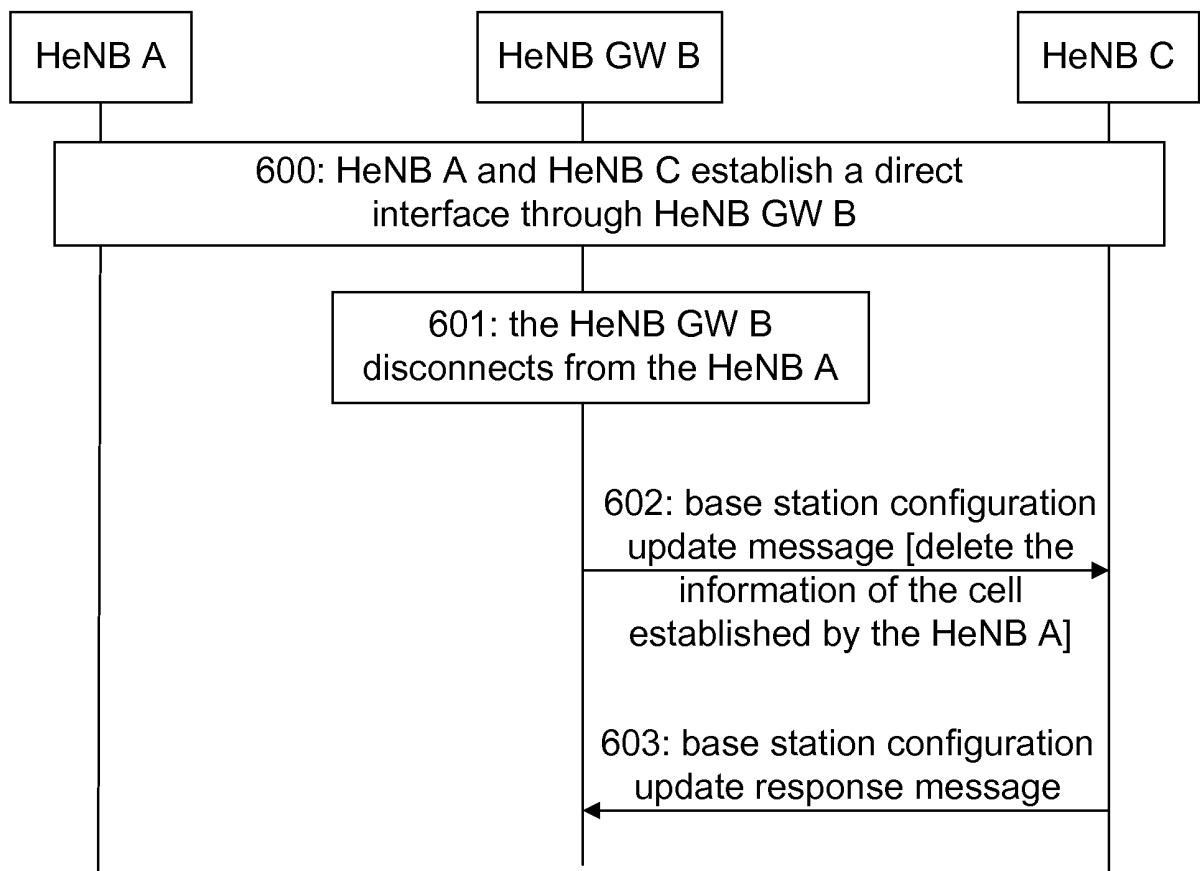 HeNB A
HeNB GW B
HeNB C
600: HeNB A and HeNB C establish a direct
interface through HeNB GW B
601: the HeNB GW B
disconnects from the HeNB A
602: base station configuration
update message [delete the
information of the cell
established by the HeNB A]
603: base station configuration
update response message